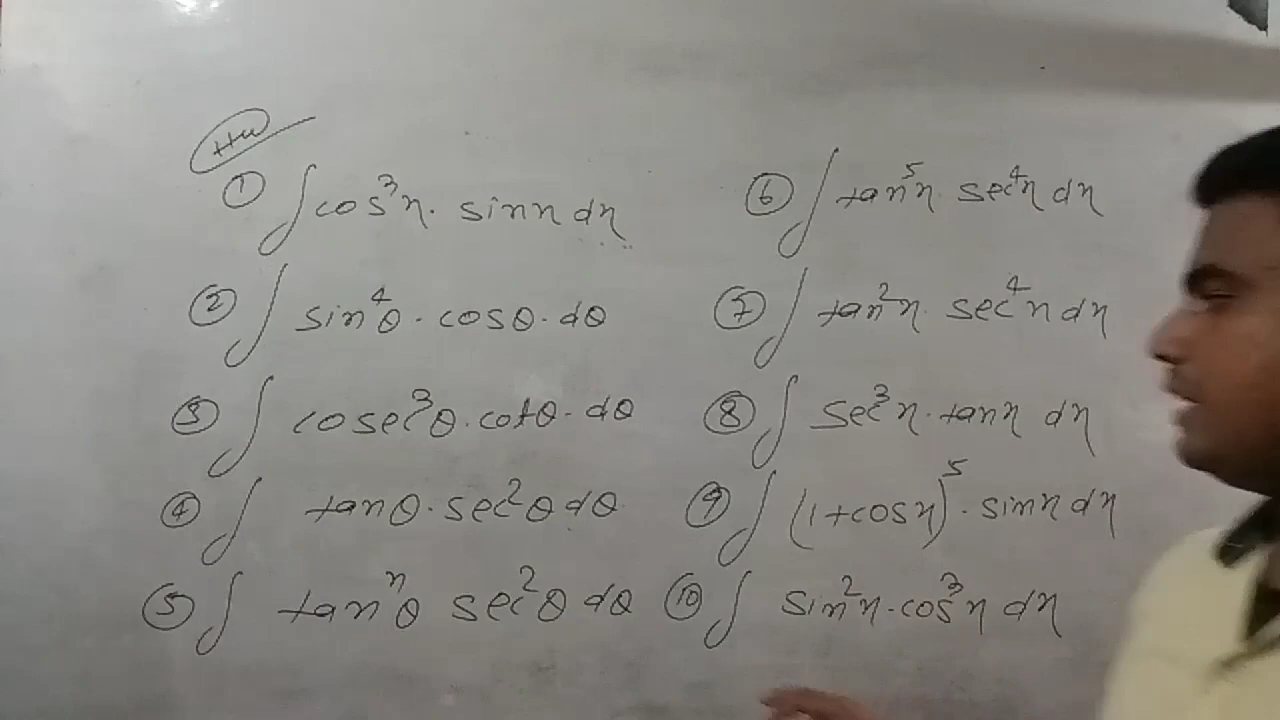 HW
① ∫ cos³x · sinx dx
② ∫ sin⁴θ · cosθ · dθ
③ ∫ cosec³θ · cotθ · dθ
④ ∫ tanθ · sec²θ dθ
⑤ ∫ tanⁿθ sec²θ dθ
⑥ ∫ tan⁵x · sec⁴x dx
⑦ ∫ tan²x · sec⁴x dx
⑧ ∫ sec³x · tanx dx
⑨ ∫ (1+cosx)⁵ · sinx dx
⑩ ∫ sin²x · cos³x dx